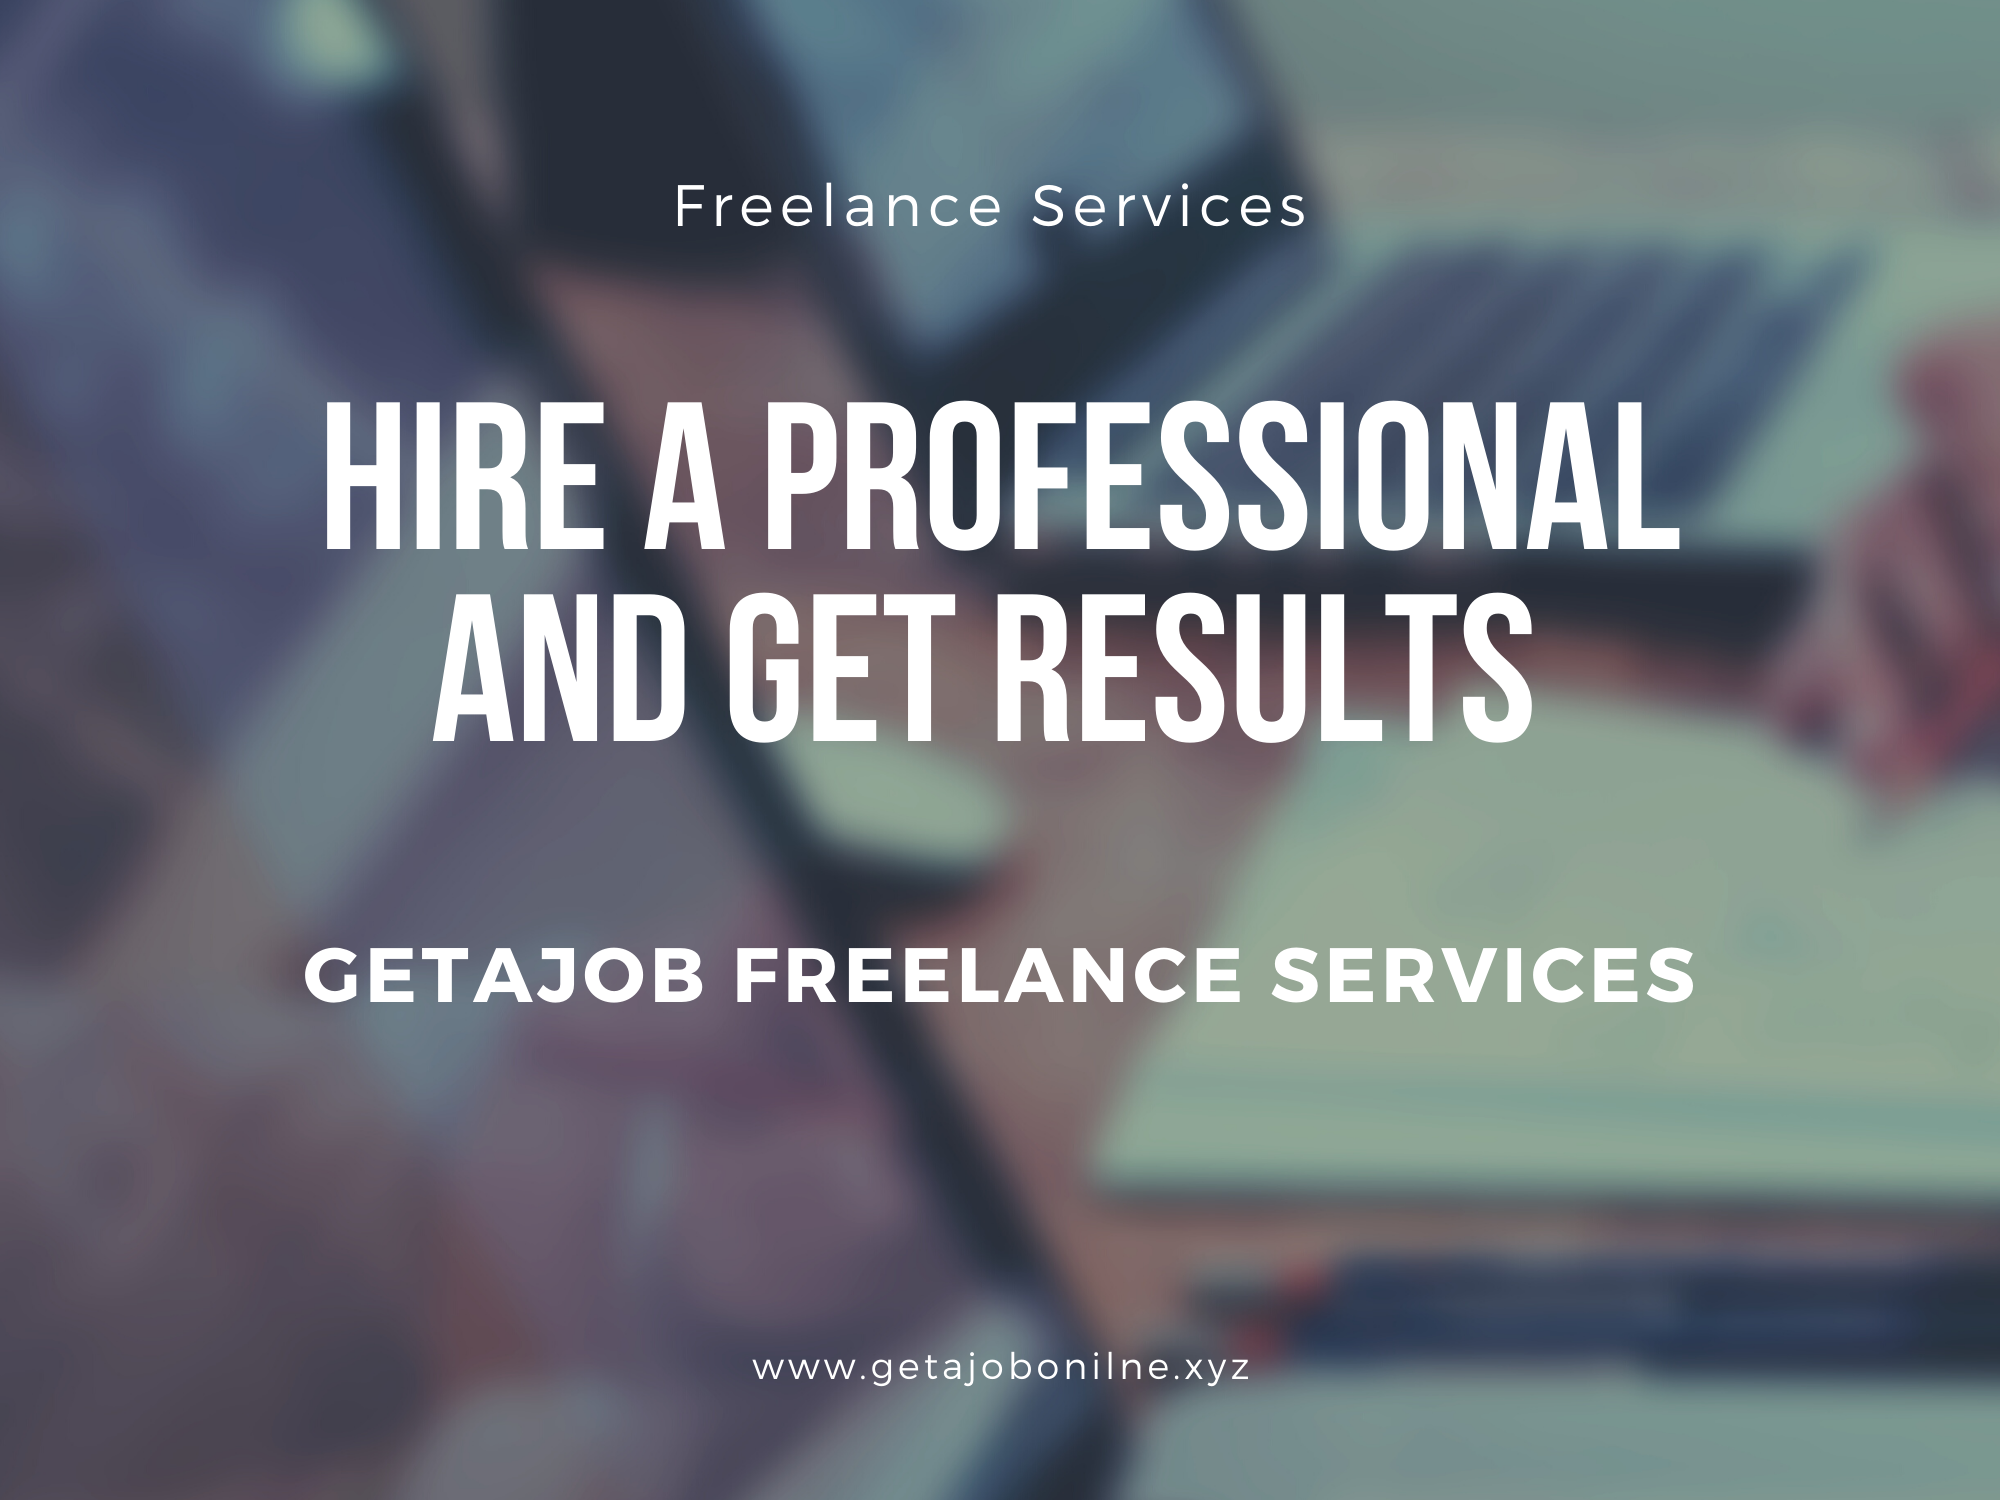 Freelance Services
HIRE A PROFESSIONAL
AND GET RESULTS
GETAJOB FREELANCE SERVICES
www.getajobonilne.xyz